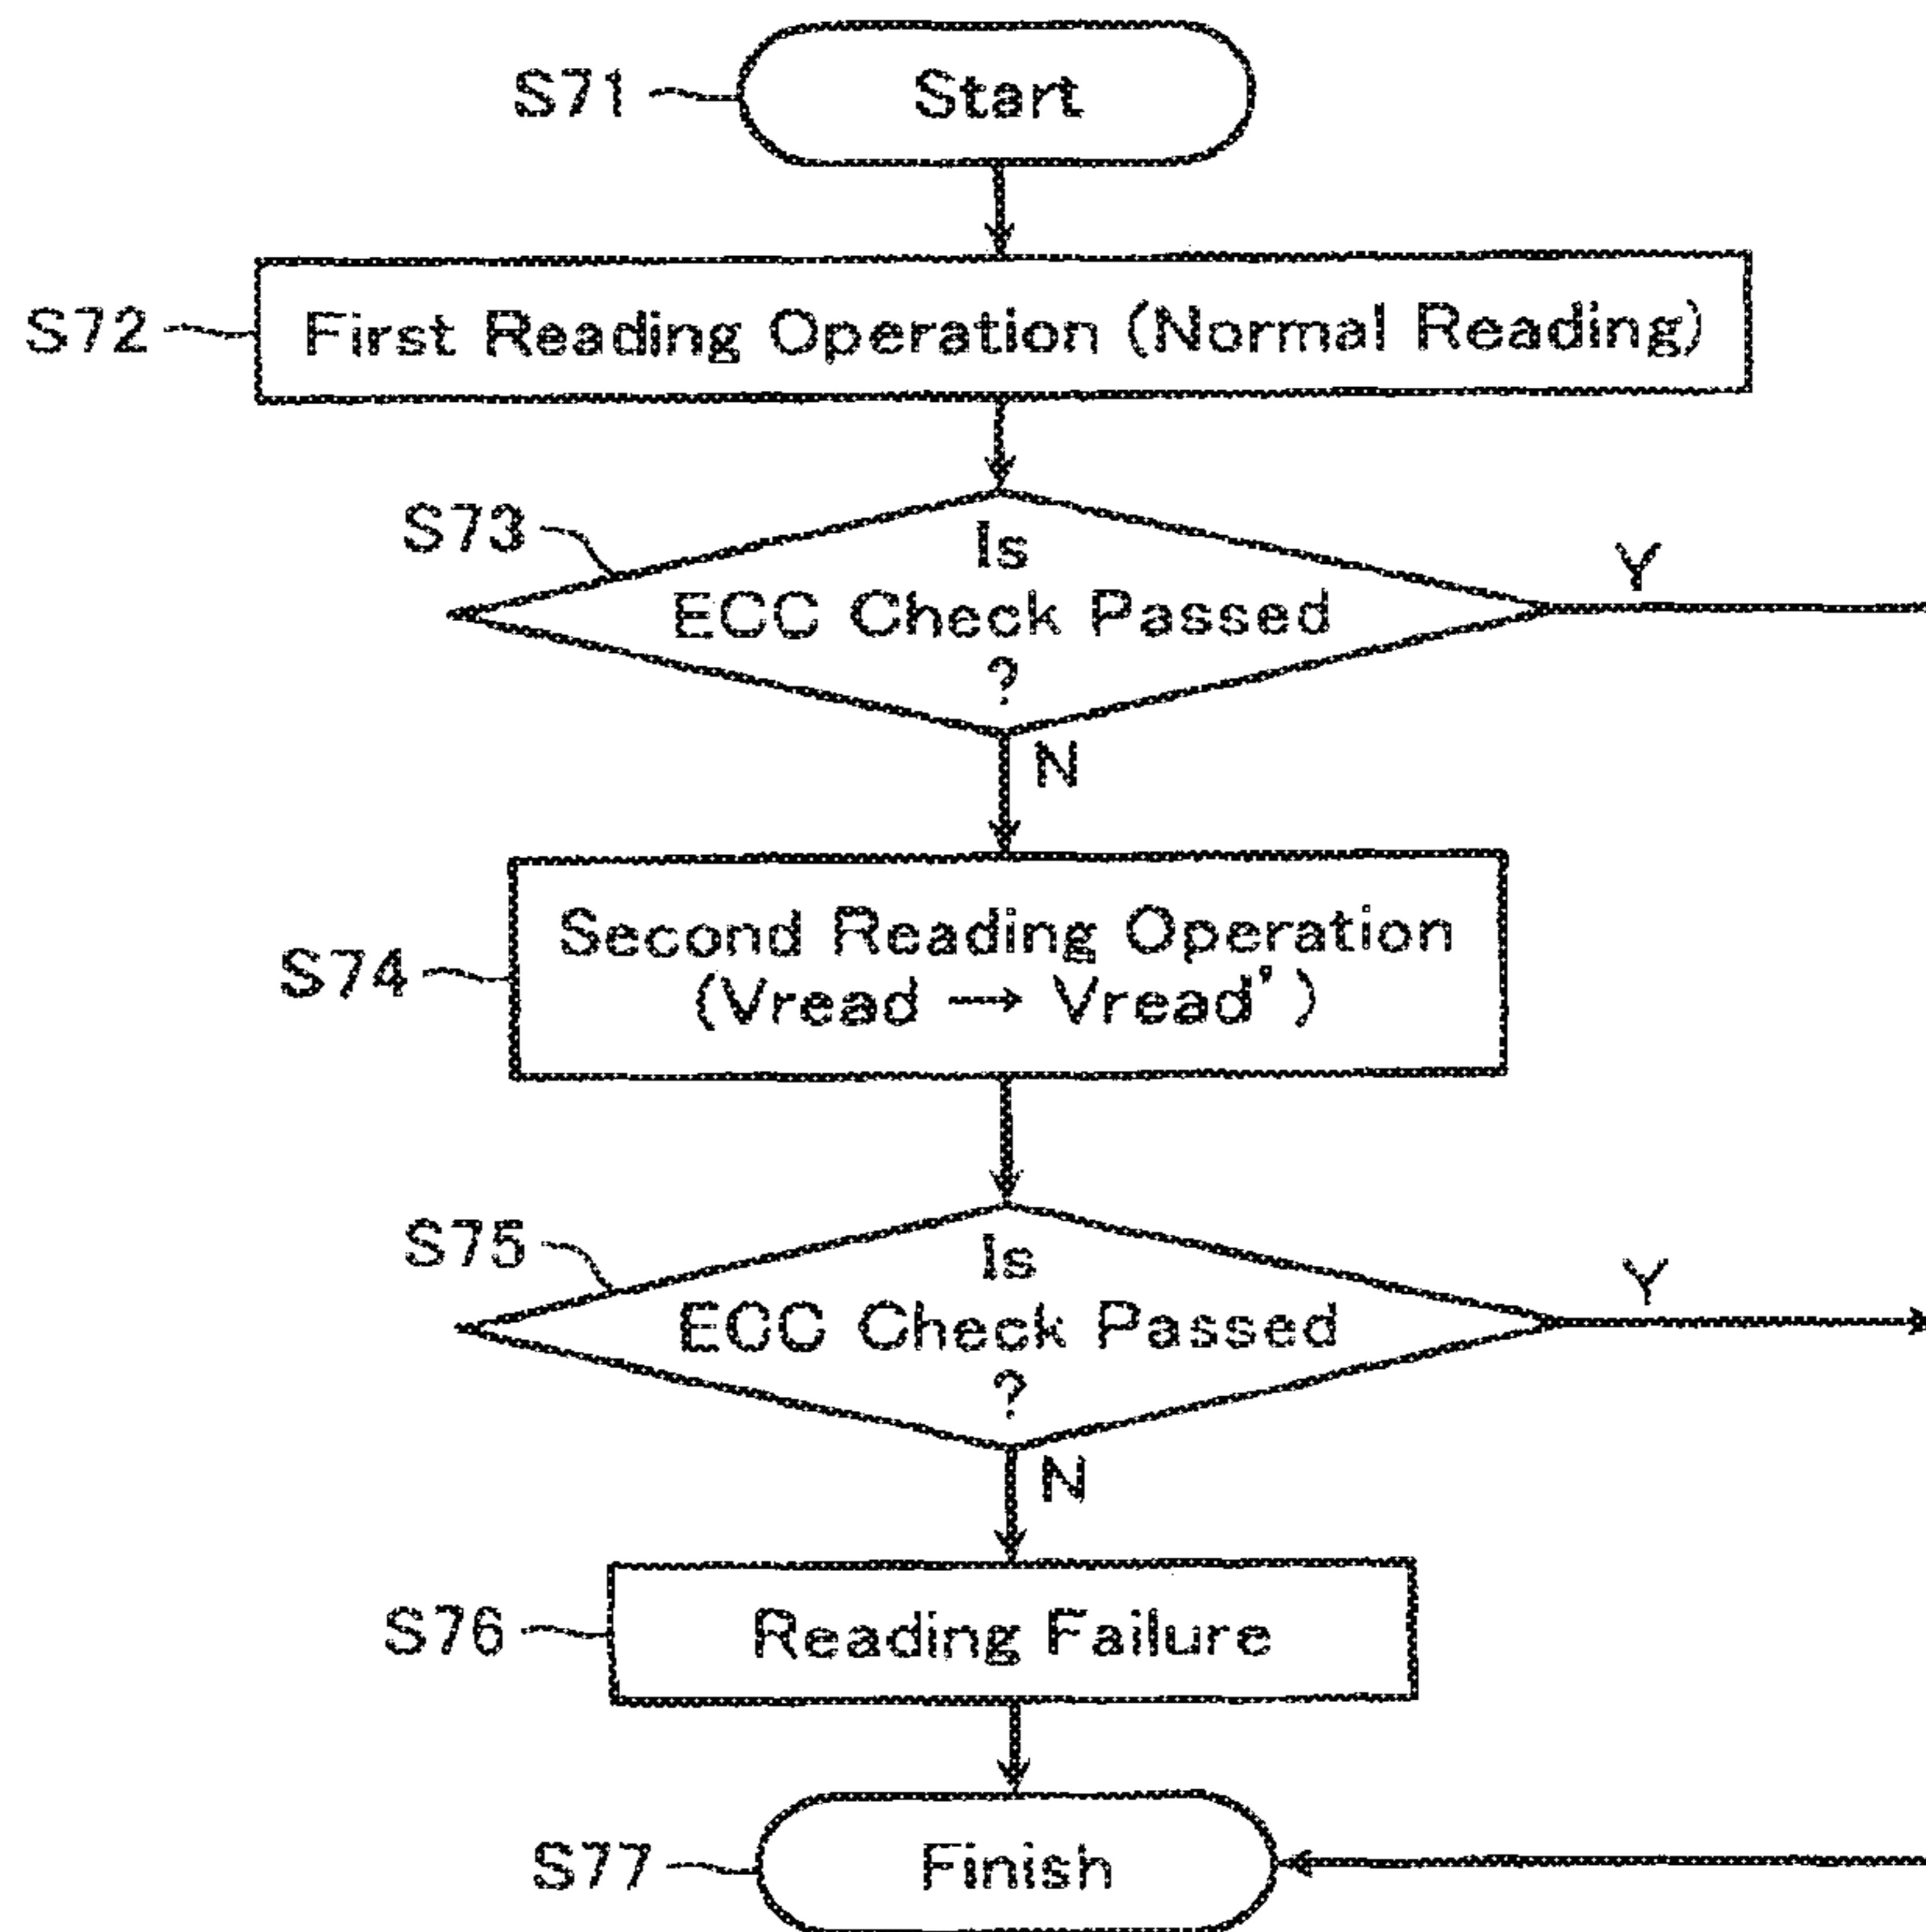 S71
Start
S72
First Reading Operation (Normal Reading)
S73
Is
ECC Check Passed
?
Y
N
S74
Second Reading Operation
(Vread → Vread')
S75
Is
ECC Check Passed
?
Y
N
S76
Reading Failure
S77
Finish